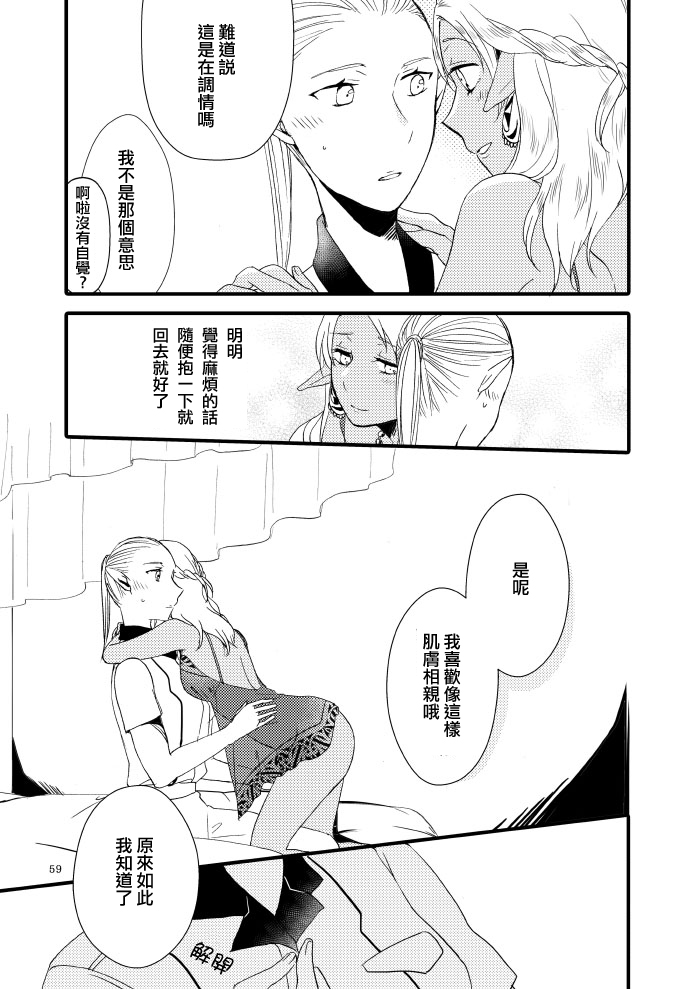 難道説
這是在調情嗎
我不是那個意思
啊啦沒有自覺？
明明
覺得麻煩的話
隨便抱一下就
回去就好了
是呢
我喜歡像這樣
肌膚相親哦
原來如此
我知道了
解開
59